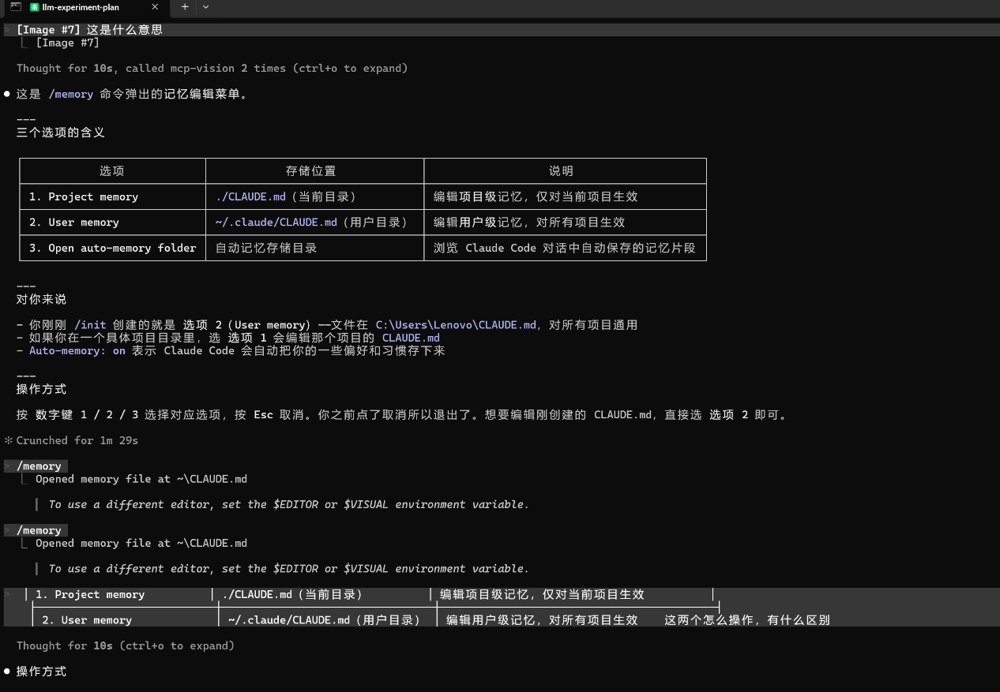 llm-experiment-plan
> [Image #7] 这是什么意思
[Image #7]
Thought for 10s, called mcp-vision 2 times (ctrl+o to expand)
● 这是 /memory 命令弹出的记忆编辑菜单。
---
三个选项的含义
选项 存储位置 说明
1. Project memory ./CLAUDE.md（当前目录） 编辑项目级记忆，仅对当前项目生效
2. User memory ~/.claude/CLAUDE.md（用户目录） 编辑用户级记忆，对所有项目生效
3. Open auto-memory folder 自动记忆存储目录 浏览 Claude Code 对话中自动保存的记忆片段
---
对你来说
- 你刚刚 /init 创建的就是 选项 2（User memory）——文件在 C:\Users\Lenovo\CLAUDE.md，对所有项目通用
- 如果你在一个具体项目目录里，选 选项 1 会编辑那个项目的 CLAUDE.md
- Auto-memory: on 表示 Claude Code 会自动把你的一些偏好和习惯存下来
---
操作方式
按 数字键 1 / 2 / 3 选择对应选项，按 Esc 取消。你之前点了取消所以退出了。想要编辑刚创建的 CLAUDE.md，直接选 选项 2 即可。
✻ Crunched for 1m 29s
> /memory
Opened memory file at ~\CLAUDE.md
To use a different editor, set the $EDITOR or $VISUAL environment variable.
> /memory
Opened memory file at ~\CLAUDE.md
To use a different editor, set the $EDITOR or $VISUAL environment variable.
> │ 1. Project memory │ ./CLAUDE.md（当前目录） │ 编辑项目级记忆，仅对当前项目生效 │
│ 2. User memory │ ~/.claude/CLAUDE.md（用户目录） │ 编辑用户级记忆，对所有项目生效 这两个怎么操作，有什么区别
Thought for 10s (ctrl+o to expand)
● 操作方式